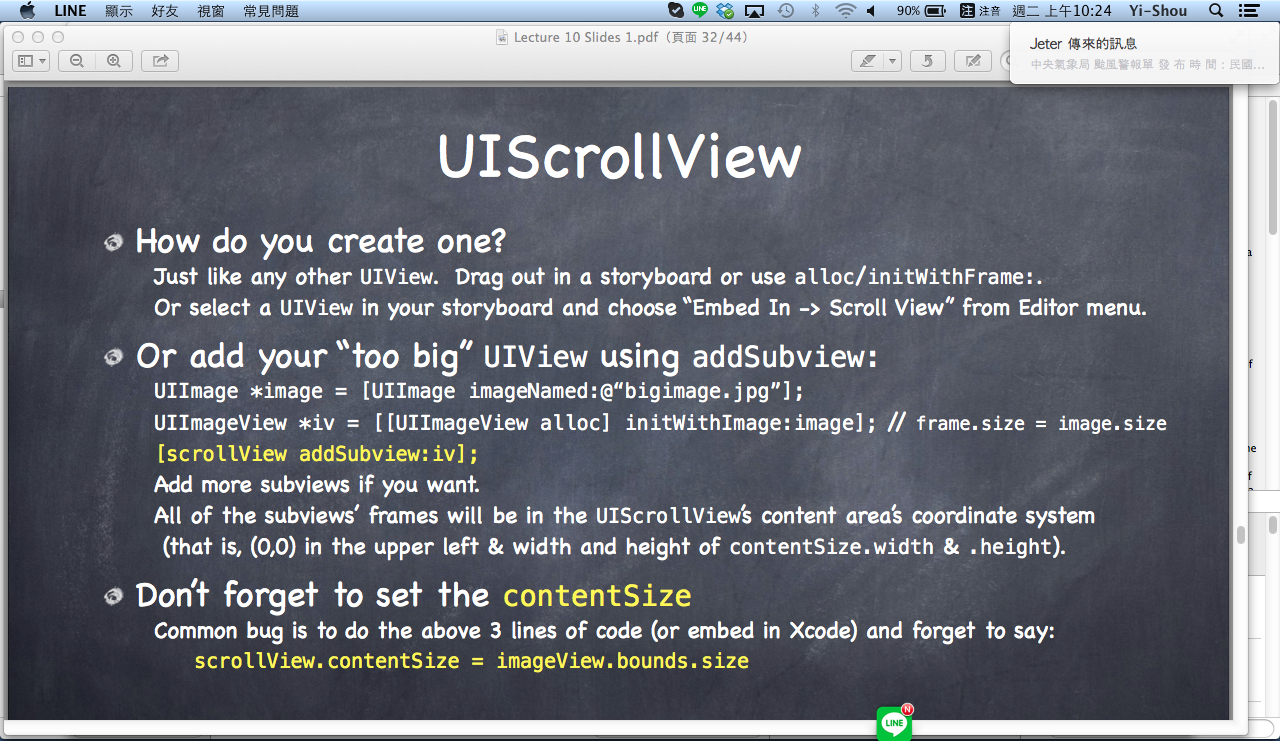 LINE 顯示 好友 視窗 常見問題 LINE 90% 注 注音 週二 上午10:24 Yi-Shou
Lecture 10 Slides 1.pdf（頁面 32/44）
Jeter 傳來的訊息
中央氣象局 颱風警報單 發 布 時 間：民國...
UIScrollView
How do you create one?
Just like any other UIView. Drag out in a storyboard or use alloc/initWithFrame:.
Or select a UIView in your storyboard and choose “Embed In -> Scroll View” from Editor menu.
Or add your “too big” UIView using addSubview:
UIImage *image = [UIImage imageNamed:@“bigimage.jpg”];
UIImageView *iv = [[UIImageView alloc] initWithImage:image]; // frame.size = image.size
[scrollView addSubview:iv];
Add more subviews if you want.
All of the subviews’ frames will be in the UIScrollView’s content area’s coordinate system
(that is, (0,0) in the upper left & width and height of contentSize.width & .height).
Don’t forget to set the contentSize
Common bug is to do the above 3 lines of code (or embed in Xcode) and forget to say:
scrollView.contentSize = imageView.bounds.size
LINE N